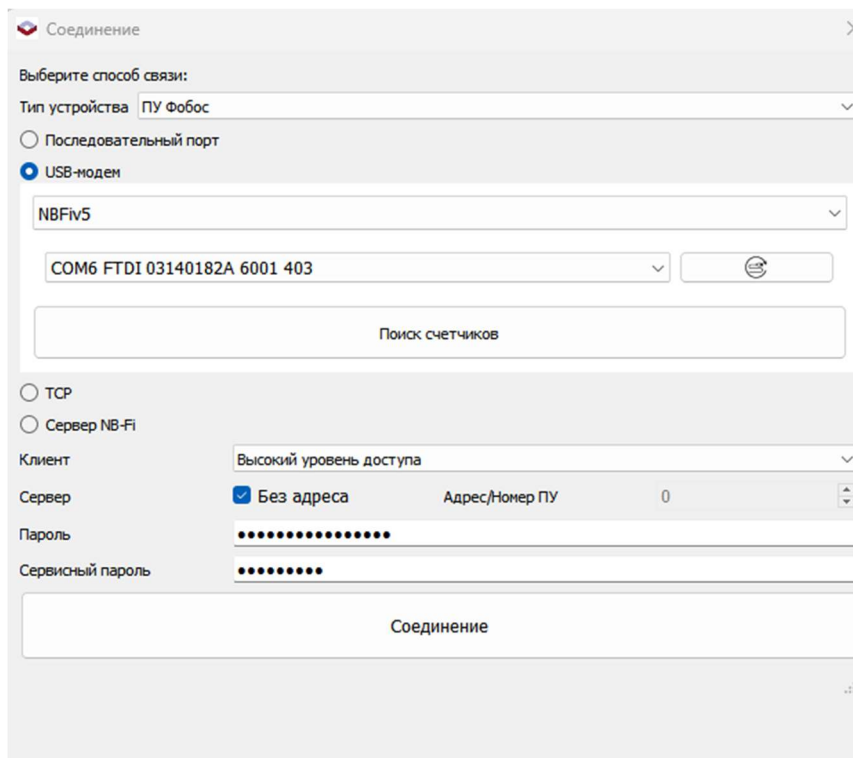 Соединение
Выберите способ связи:
Тип устройства ПУ Фобос
Последовательный порт
USB-модем
NBFiv5
COM6 FTDI 03140182A 6001 403
Поиск счетчиков
TCP
Сервер NB-Fi
Клиент Высокий уровень доступа
Сервер Без адреса Адрес/Номер ПУ 0
Пароль ••••••••••••••••
Сервисный пароль •••••••••
Соединение